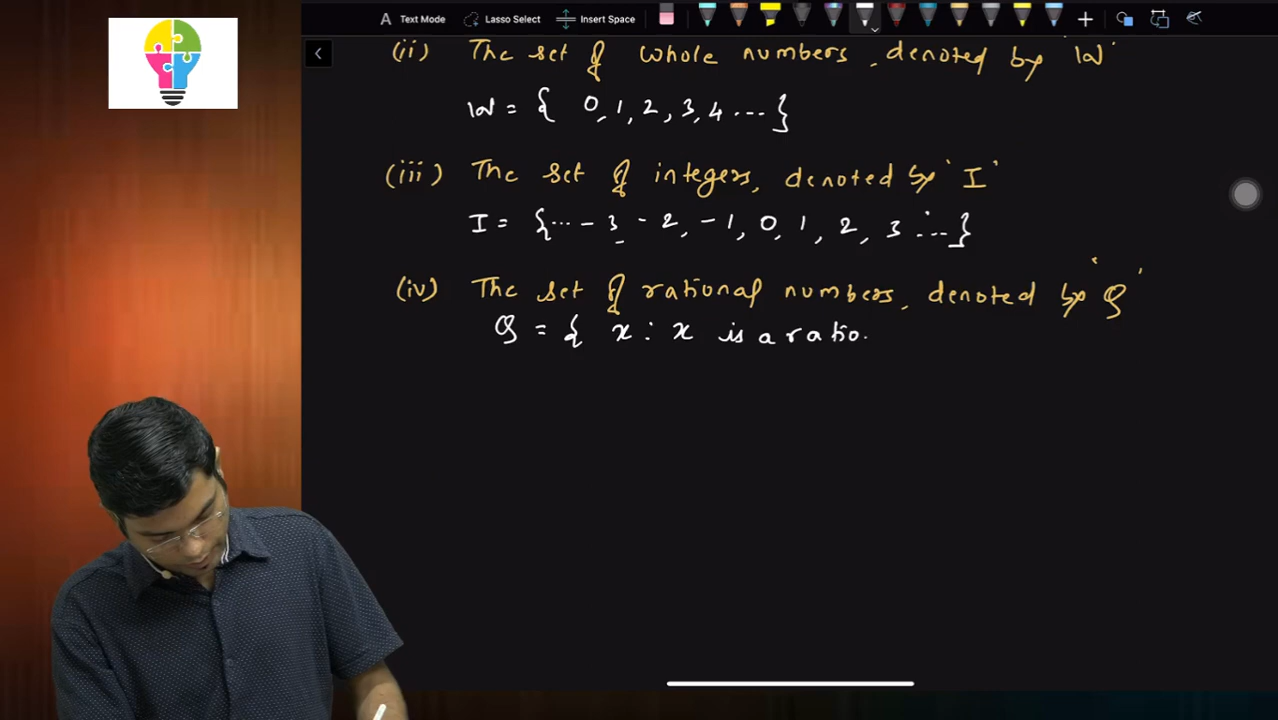 Text Mode Lasso Select Insert Space
(ii) The set of whole numbers, denoted by 'W'
W = { 0, 1, 2, 3, 4 ... }
(iii) The set of integers, denoted by 'I'
I = {... - 3 - 2, - 1, 0, 1, 2, 3 ... }
(iv) The set of rational numbers, denoted by 'Q'
Q = { x : x is a ratio